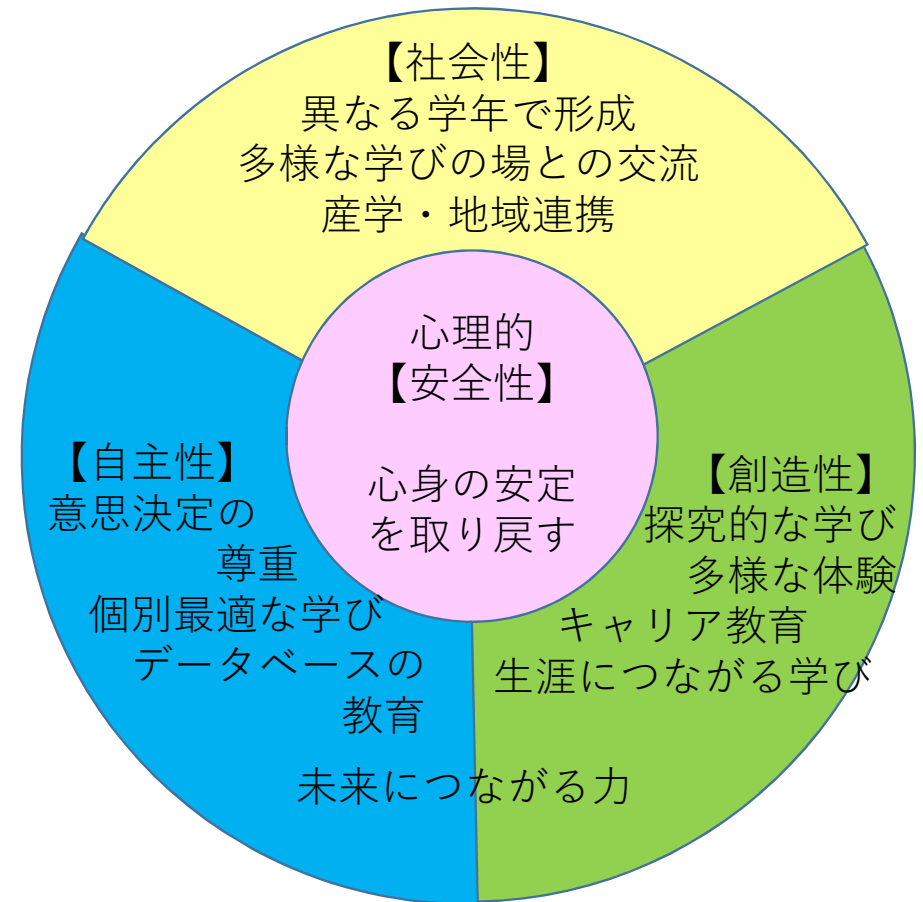 【社会性】
異なる学年で形成
多様な学びの場との交流
産学・地域連携
心理的
【安全性】
心身の安定
を取り戻す
【自主性】
意思決定の
尊重
個別最適な学び
データベースの
教育
【創造性】
探究的な学び
多様な体験
キャリア教育
生涯につながる学び
未来につながる力